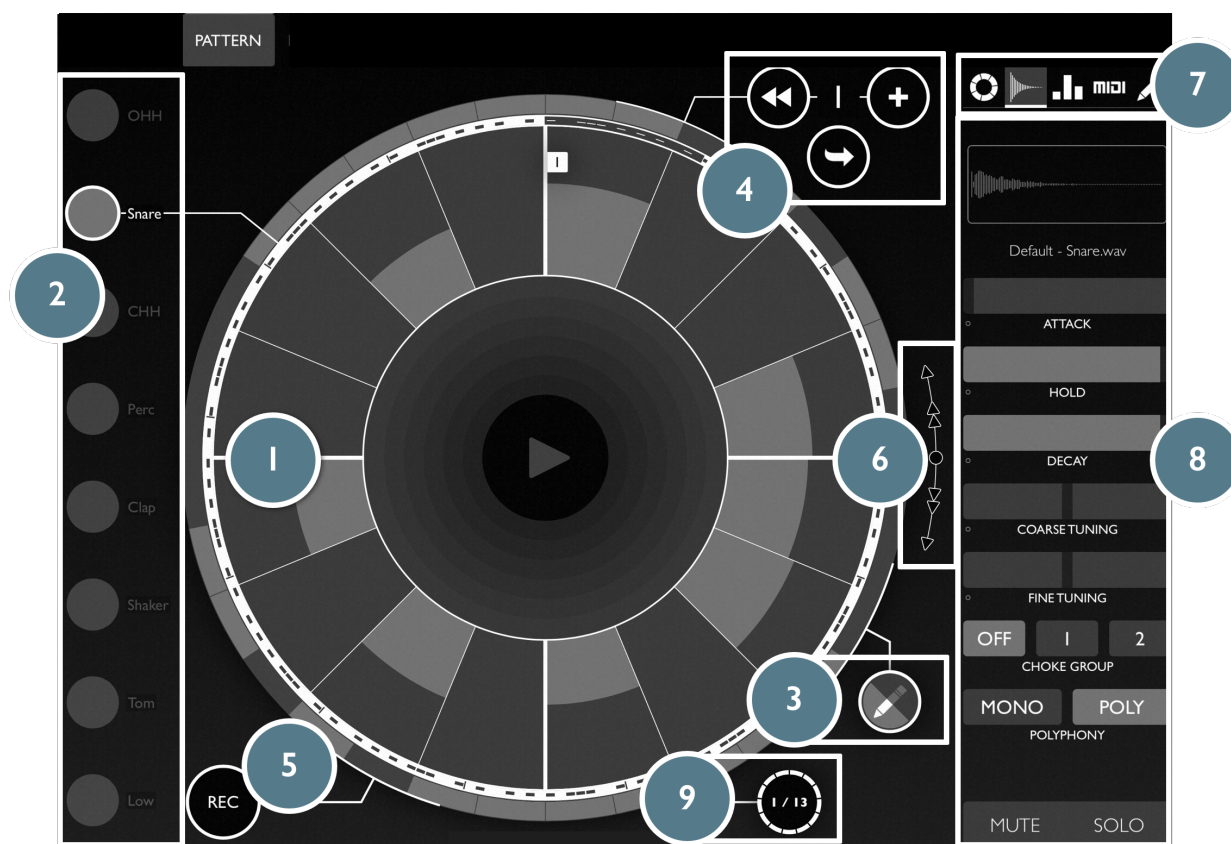 PATTERN
7
OHH
4
Snare
Default - Snare.wav
2
CHH
ATTACK
6
HOLD
Perc
1
DECAY
8
Clap
COARSE TUNING
FINE TUNING
Shaker
OFF 1 2
CHOKE GROUP
3
MONO POLY
POLYPHONY
Tom
5
9
REC
1 / 13
Low
MUTE SOLO
MIDI
1
1